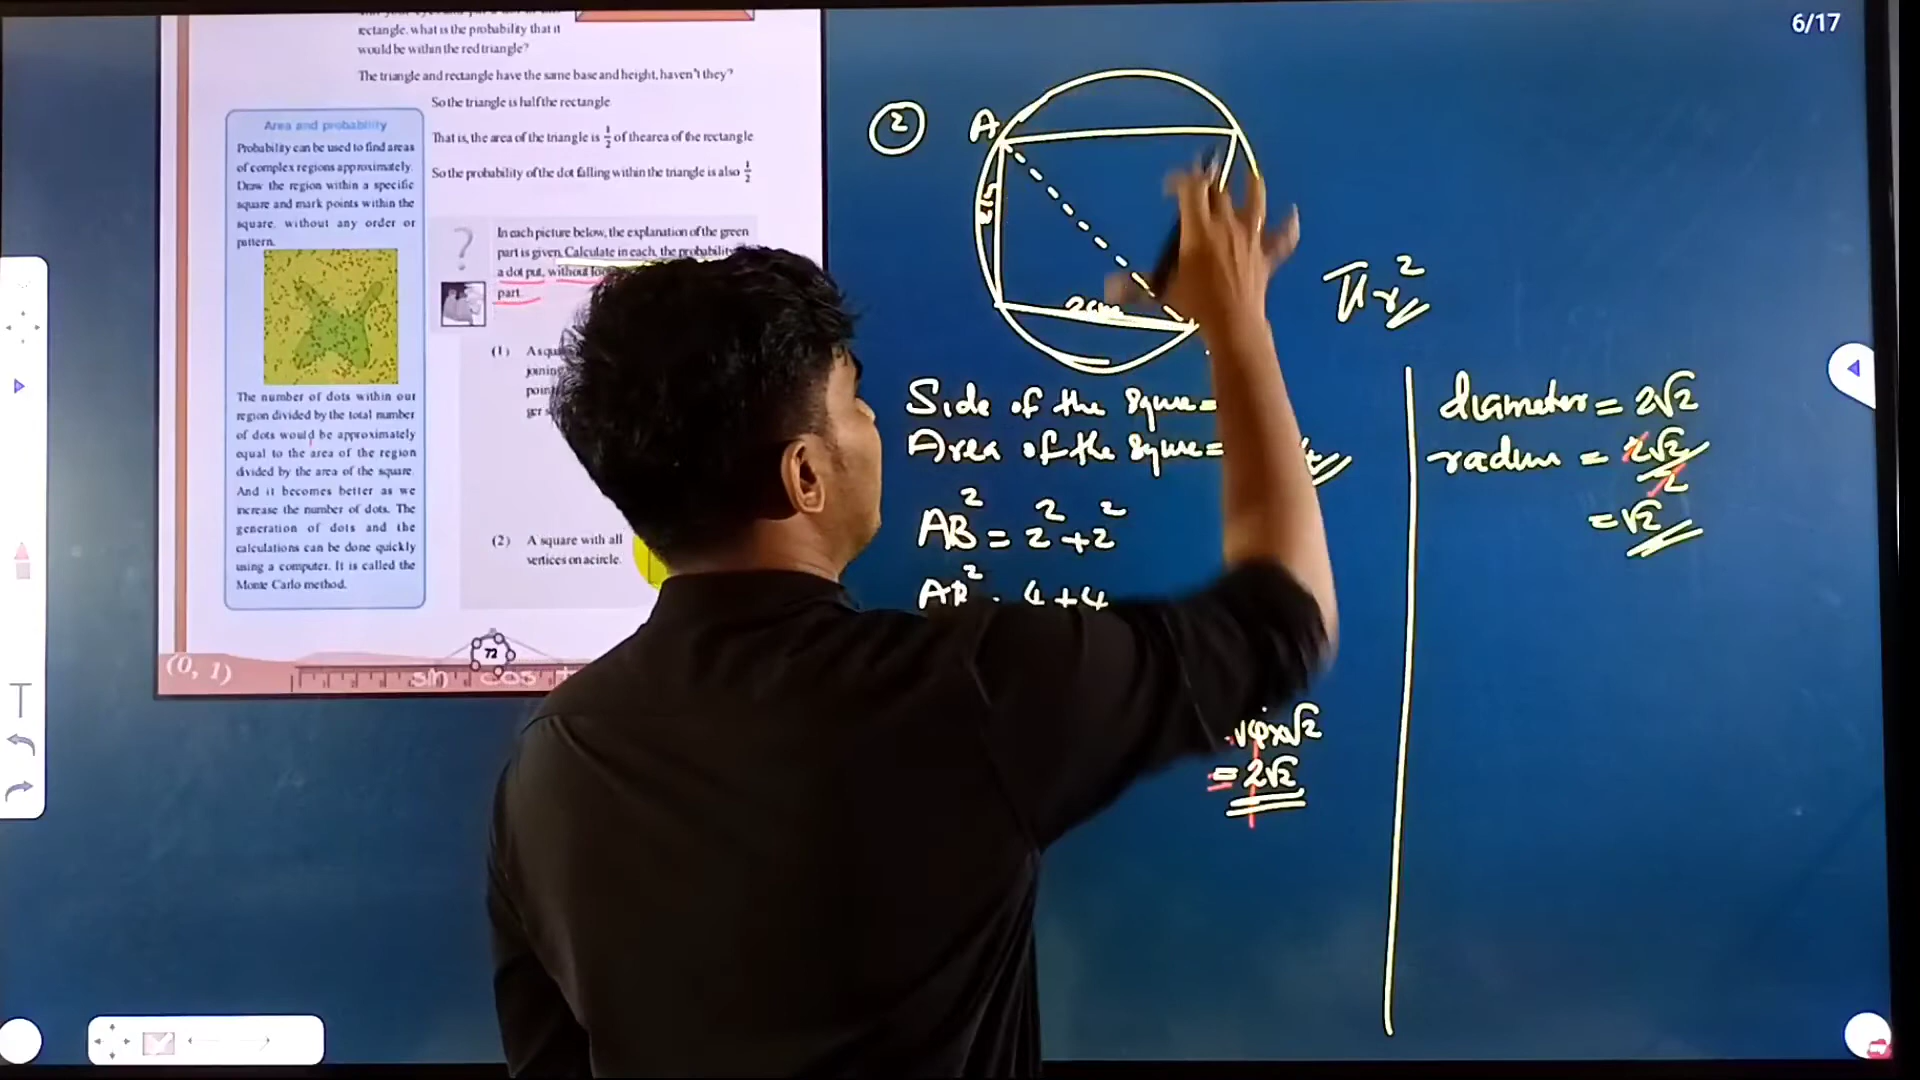 6/17
rectangle. what is the probability that it
would be within the red triangle?
The triangle and rectangle have the same base and height, haven't they?
So the triangle is half the rectangle
That is, the area of the triangle is 1/2 of thearea of the rectangle
So the probability of the dot falling within the triangle is also 1/2
Area and probability
Probability can be used to find areas
of complex regions approximately.
Draw the region within a specific
square and mark points within the
square, without any order or
pattern.
The number of dots within our
region divided by the total number
of dots would be approximately
equal to the area of the region
divided by the area of the square.
And it becomes better as we
increase the number of dots. The
generation of dots and the
calculations can be done quickly
using a computer. It is called the
Monte Carlo method.
?
In each picture below, the explanation of the green
part is given. Calculate in each, the probability
a dot put, without
part.
(1)
joining
(2) A square with all
vertices on a circle.
72
(0, 1)
sin cos
2
A
2cm
πr²
Side of the squre =
Area of the squre =
AB² = 2² + 2²
4 + 4
√4×√2
= 2√2
diameter = 2√2
radius = 2√2/2
= √2
T